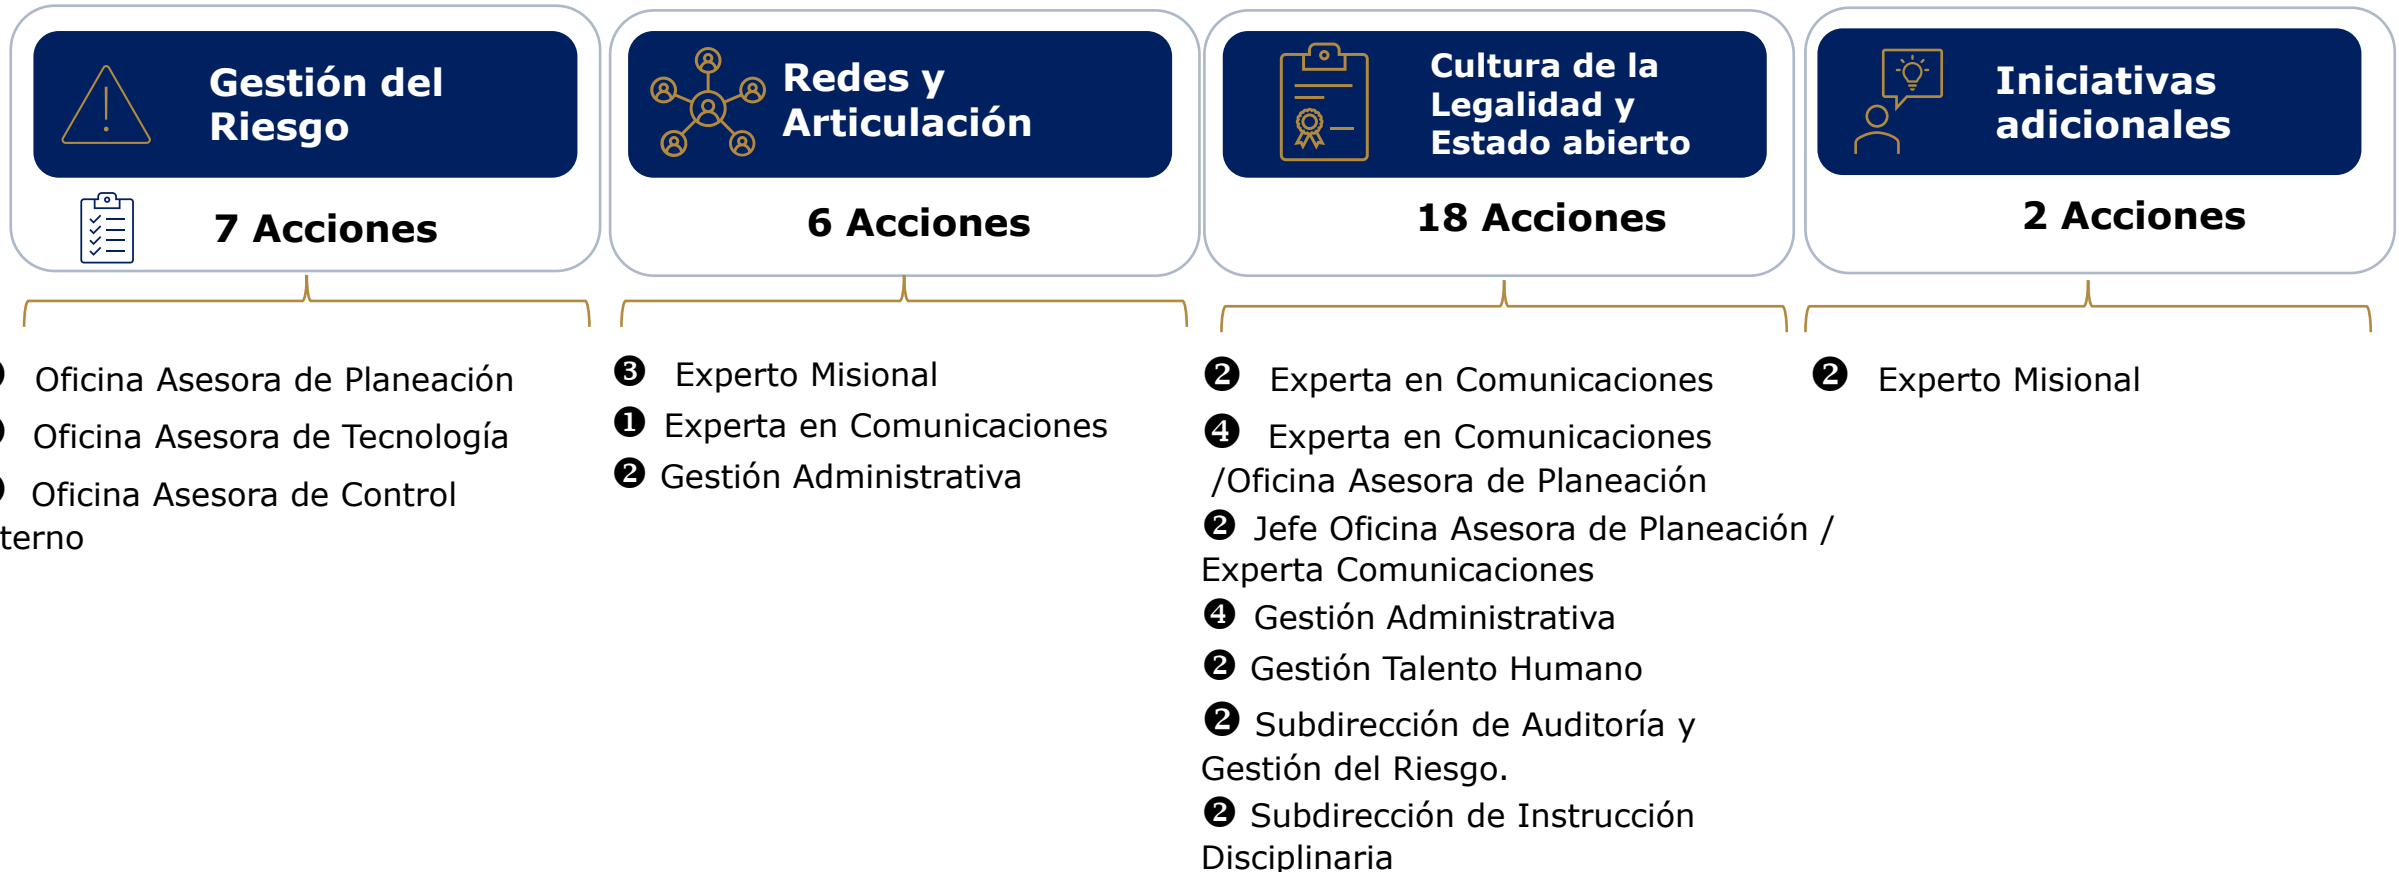 Gestión del
Riesgo
7 Acciones
Oficina Asesora de Planeación
Oficina Asesora de Tecnología
Oficina Asesora de Control
terno
Redes y
Articulación
6 Acciones
❸ Experto Misional
❶ Experta en Comunicaciones
❷ Gestión Administrativa
Cultura de la
Legalidad y
Estado abierto
18 Acciones
❷ Experta en Comunicaciones
❹ Experta en Comunicaciones
/Oficina Asesora de Planeación
❷ Jefe Oficina Asesora de Planeación /
Experta Comunicaciones
❹ Gestión Administrativa
❷ Gestión Talento Humano
❷ Subdirección de Auditoría y
Gestión del Riesgo.
❷ Subdirección de Instrucción
Disciplinaria
Iniciativas
adicionales
2 Acciones
❷ Experto Misional